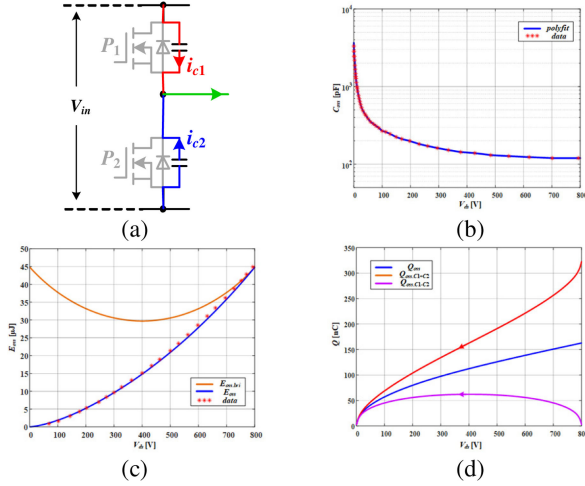 (a)
P1
ic1
Vin
ic2
P2
10^4
10^3
10^2
Coss [pF]
polyfit
data
0 100 200 300 400 500 600 700 800
Vds [V]
(b)
50
45
40
35
30
25
20
15
10
5
0
Eoss [uJ]
Eoss.bri
Eoss
data
0 100 200 300 400 500 600 700 800
Vds [V]
(c)
350
300
250
200
150
100
50
0
Q [nC]
Qoss
Qoss.C1+C2
Qoss.C1-C2
0 100 200 300 400 500 600 700 800
Vds [V]
(d)